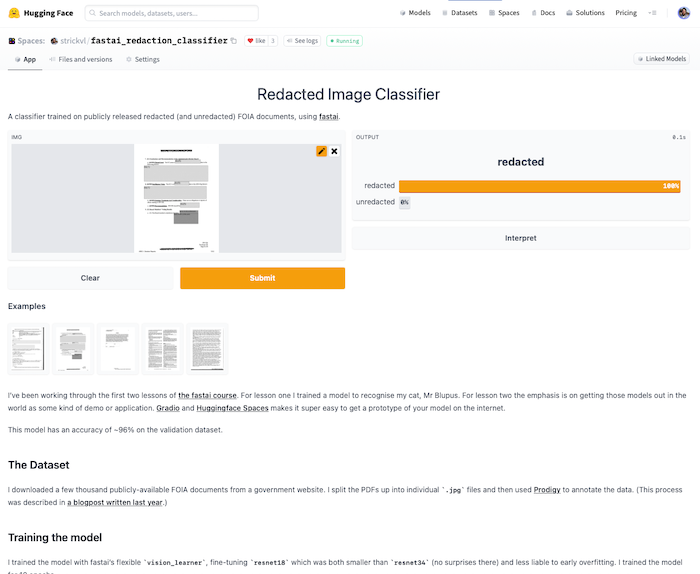 Hugging Face
Search models, datasets, users...
Models
Datasets
Spaces
Docs
Solutions
Pricing
Spaces:
strickvl/fastai_redaction_classifier
like
3
See logs
Running
App
Files and versions
Settings
Linked Models
Redacted Image Classifier
A classifier trained on publicly released redacted (and unredacted) FOIA documents, using fastai.
IMG
OUTPUT
0.1s
redacted
redacted
100%
unredacted
0%
Interpret
Clear
Submit
Examples
I've been working through the first two lessons of the fastai course. For lesson one I trained a model to recognise my cat, Mr Blupus. For lesson two the emphasis is on getting those models out in the
world as some kind of demo or application. Gradio and Huggingface Spaces makes it super easy to get a prototype of your model on the internet.
This model has an accuracy of ~96% on the validation dataset.
The Dataset
I downloaded a few thousand publicly-available FOIA documents from a government website. I split the PDFs up into individual `.jpg` files and then used Prodigy to annotate the data. (This process
was described in a blogpost written last year.)
Training the model
I trained the model with fastai's flexible `vision_learner`, fine-tuning `resnet18` which was both smaller than `resnet34` (no surprises there) and less liable to early overfitting. I trained the model